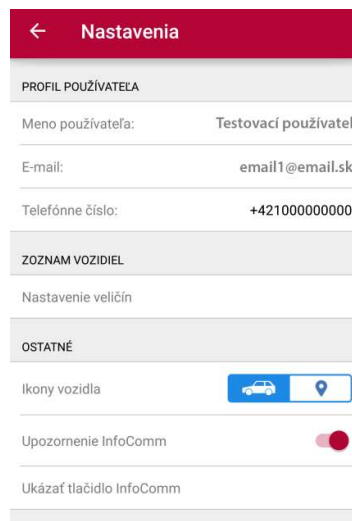 Nastavenia
PROFIL POUŽÍVATEĽA
Meno používateľa: Testovací používateľ
E-mail: email1@email.sk
Telefónne číslo: +421000000000
ZOZNAM VOZIDIEL
Nastavenie veličín
OSTATNÉ
Ikony vozidla
Upozornenie InfoComm
Ukázať tlačidlo InfoComm